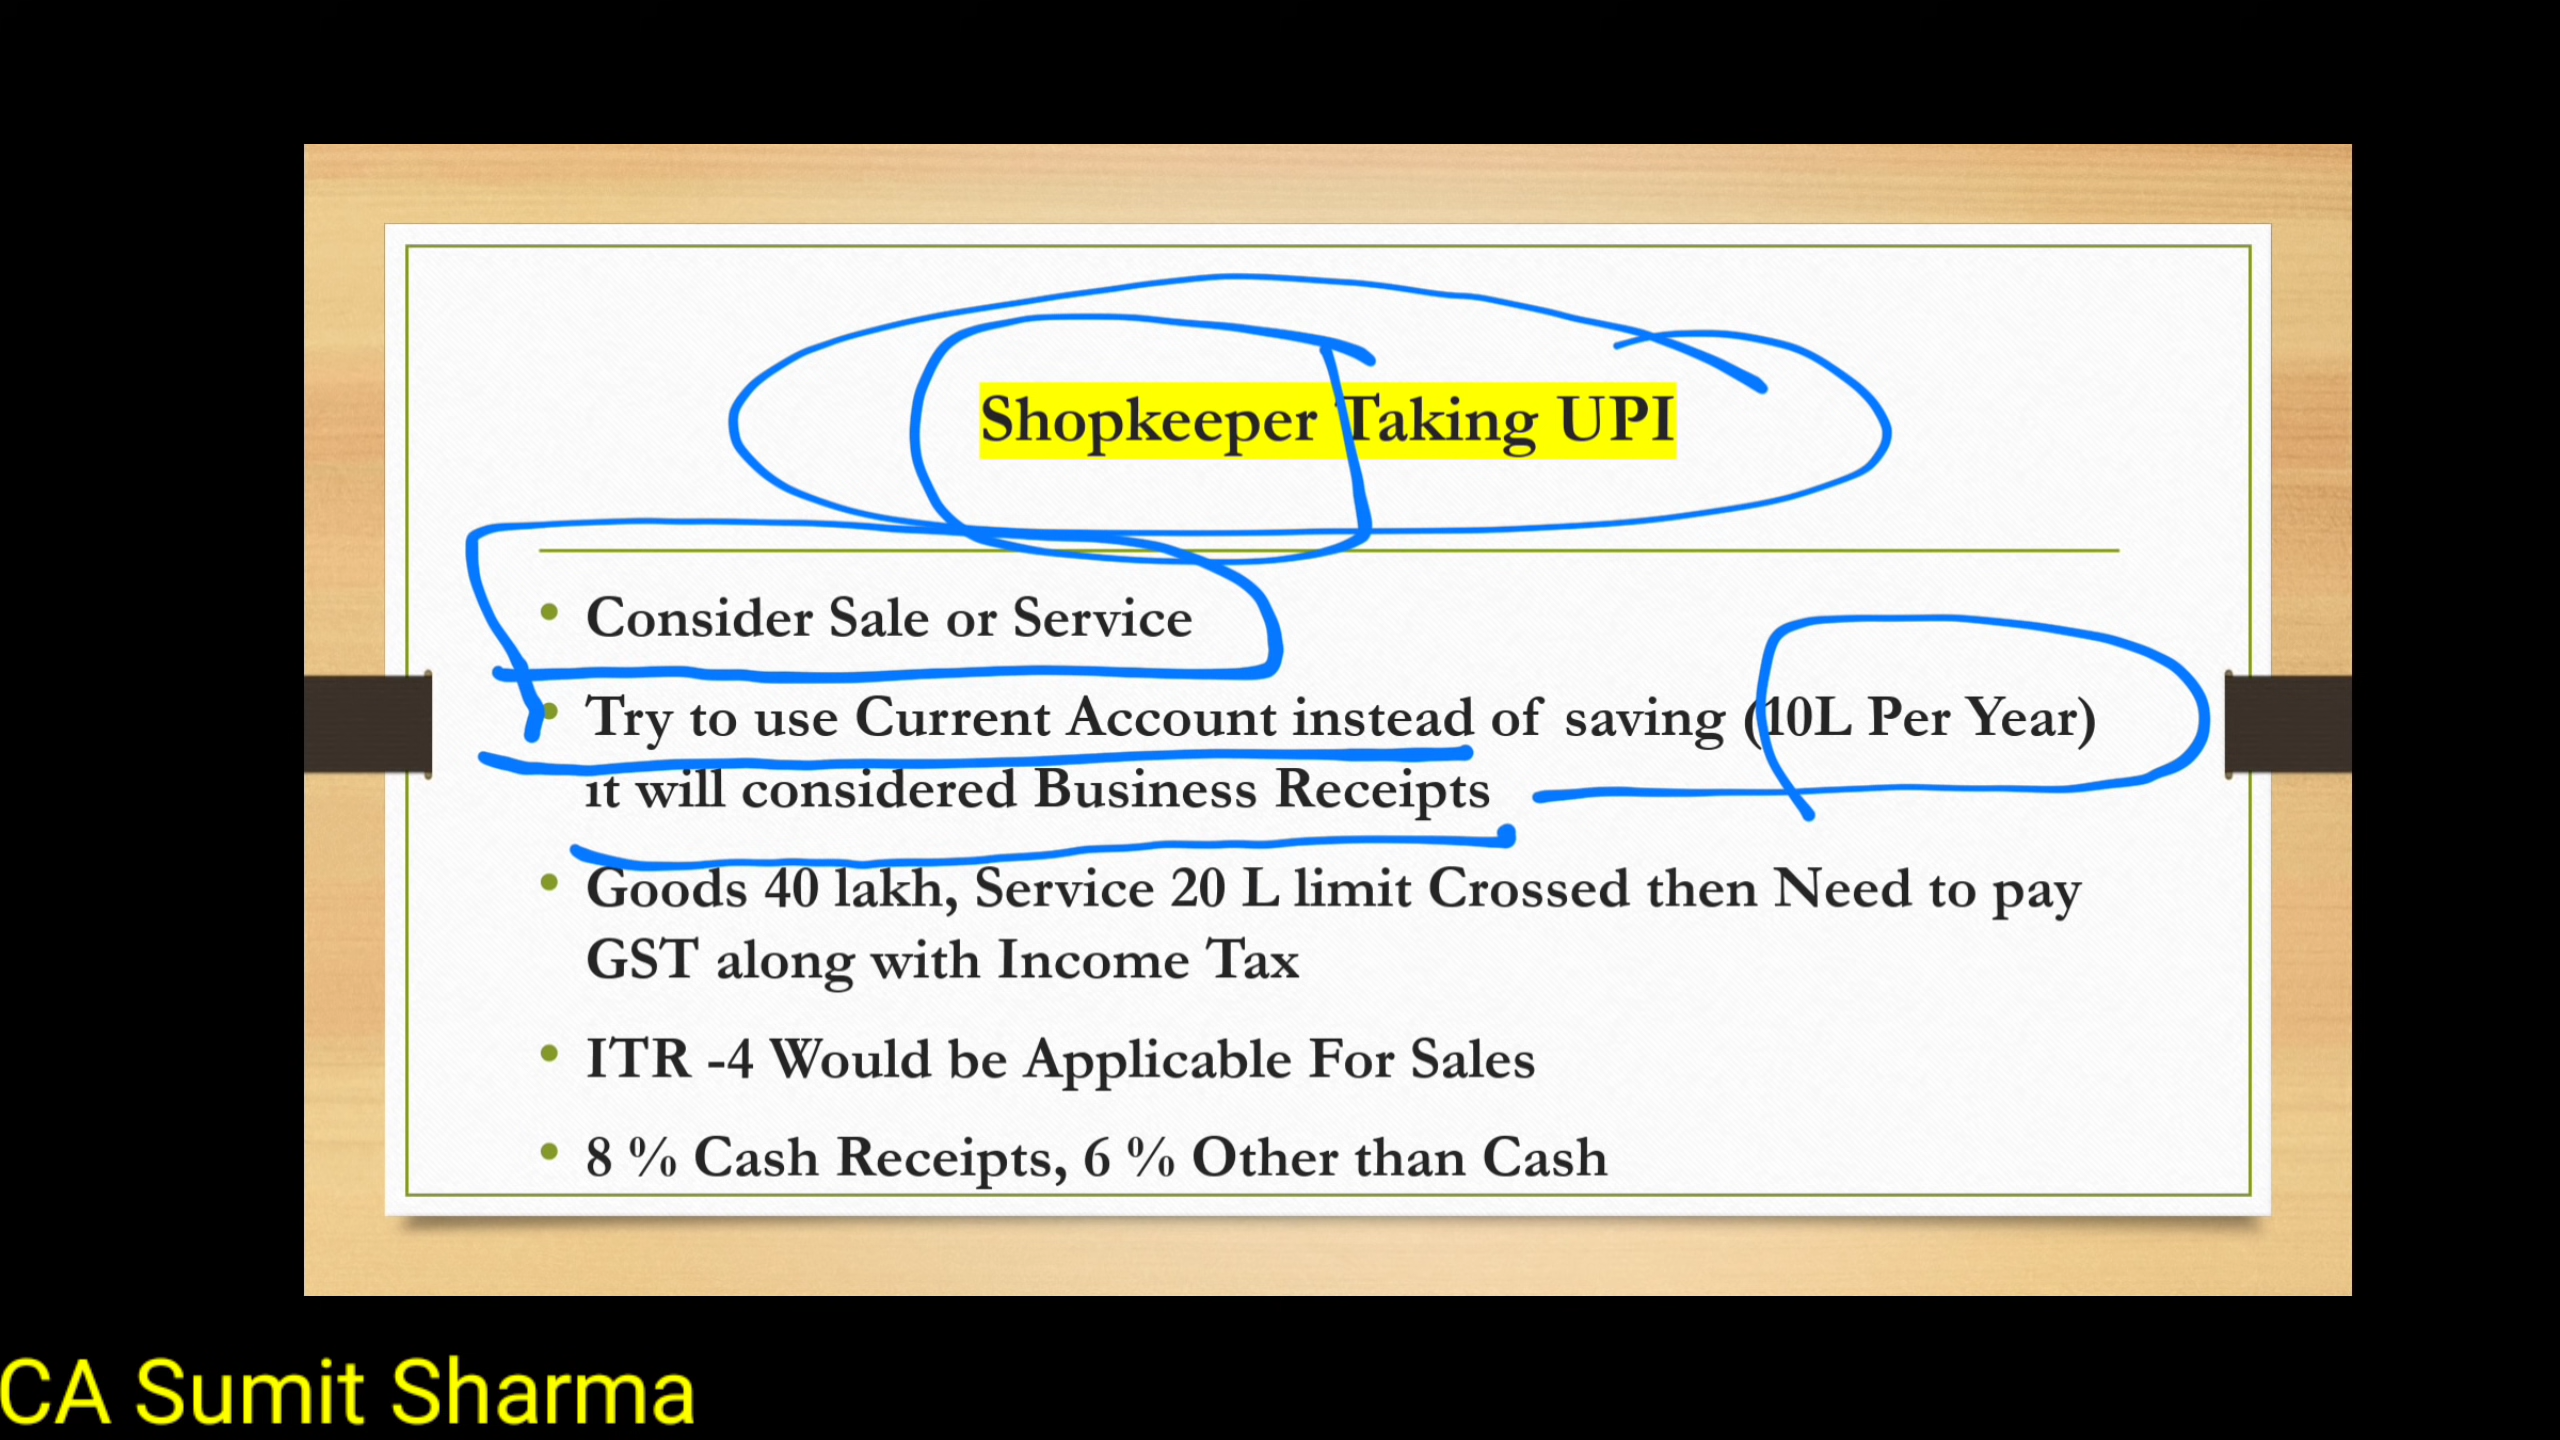 Shopkeeper Taking UPI
• Consider Sale or Service
• Try to use Current Account instead of saving (10L Per Year)
it will considered Business Receipts
• Goods 40 lakh, Service 20 L limit Crossed then Need to pay
GST along with Income Tax
• ITR -4 Would be Applicable For Sales
• 8 % Cash Receipts, 6 % Other than Cash
CA Sumit Sharma